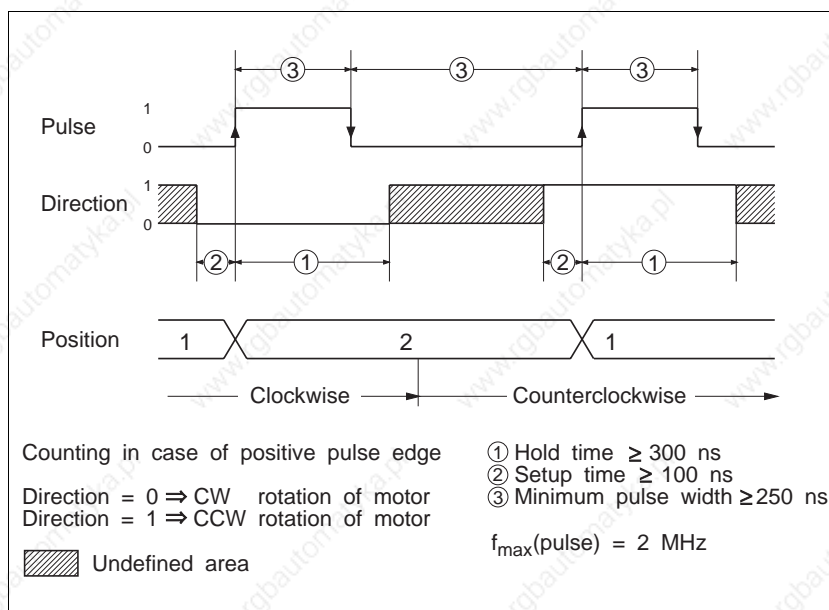 ③ ③ ③
1
Pulse
0
1
Direction
0
② ① ② ①
Position 1 2 1
Clockwise Counterclockwise
Counting in case of positive pulse edge
Direction = 0 ⇒ CW rotation of motor
Direction = 1 ⇒ CCW rotation of motor
Undefined area
① Hold time ≥ 300 ns
② Setup time ≥ 100 ns
③ Minimum pulse width ≥ 250 ns
fmax(pulse) = 2 MHz
www.rgbautomatyka.pl